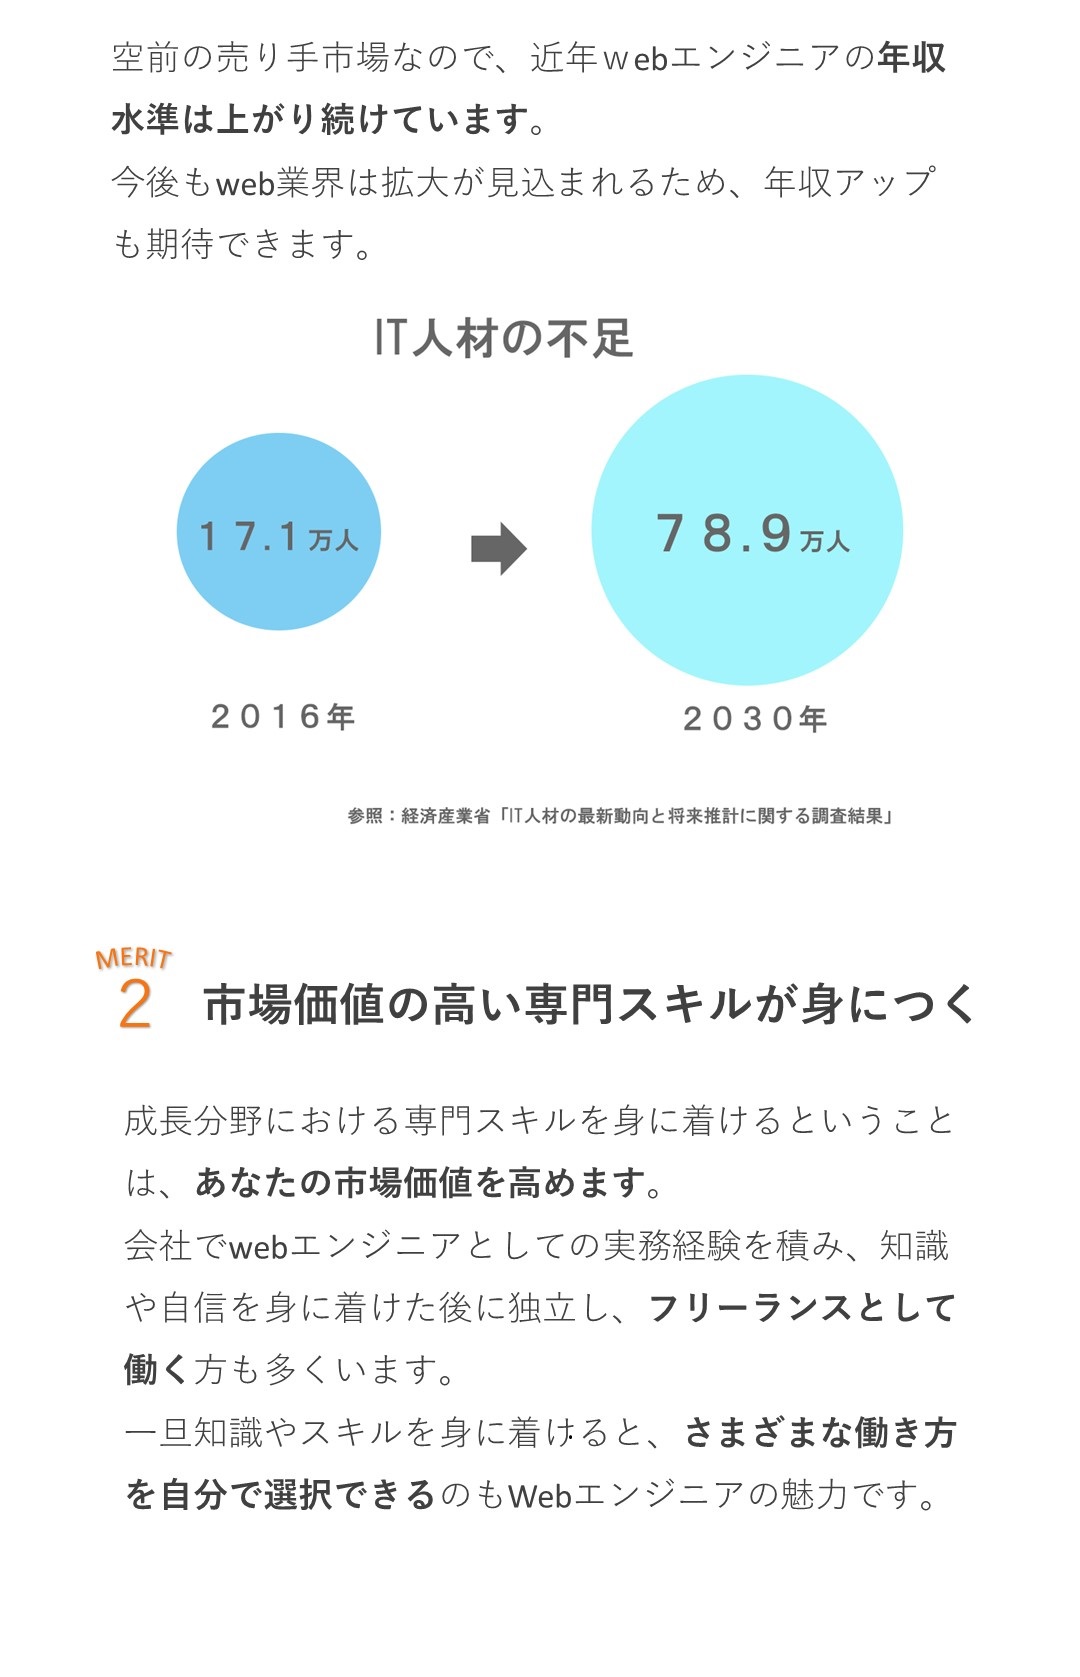 空前の売り手市場なので、近年ｗebエンジニアの年収
水準は上がり続けています。
今後もweb業界は拡大が見込まれるため、年収アップ
も期待できます。
IT人材の不足
１７.１万人
７８.９万人
２０１６年
２０３０年
参照：経済産業省「IT人材の最新動向と将来推計に関する調査結果」
MERIT
2
市場価値の高い専門スキルが身につく
成長分野における専門スキルを身に着けるということ
は、あなたの市場価値を高めます。
会社でwebエンジニアとしての実務経験を積み、知識
や自信を身に着けた後に独立し、フリーランスとして
働く方も多くいます。
一旦知識やスキルを身に着けると、さまざまな働き方
を自分で選択できるのもWebエンジニアの魅力です。